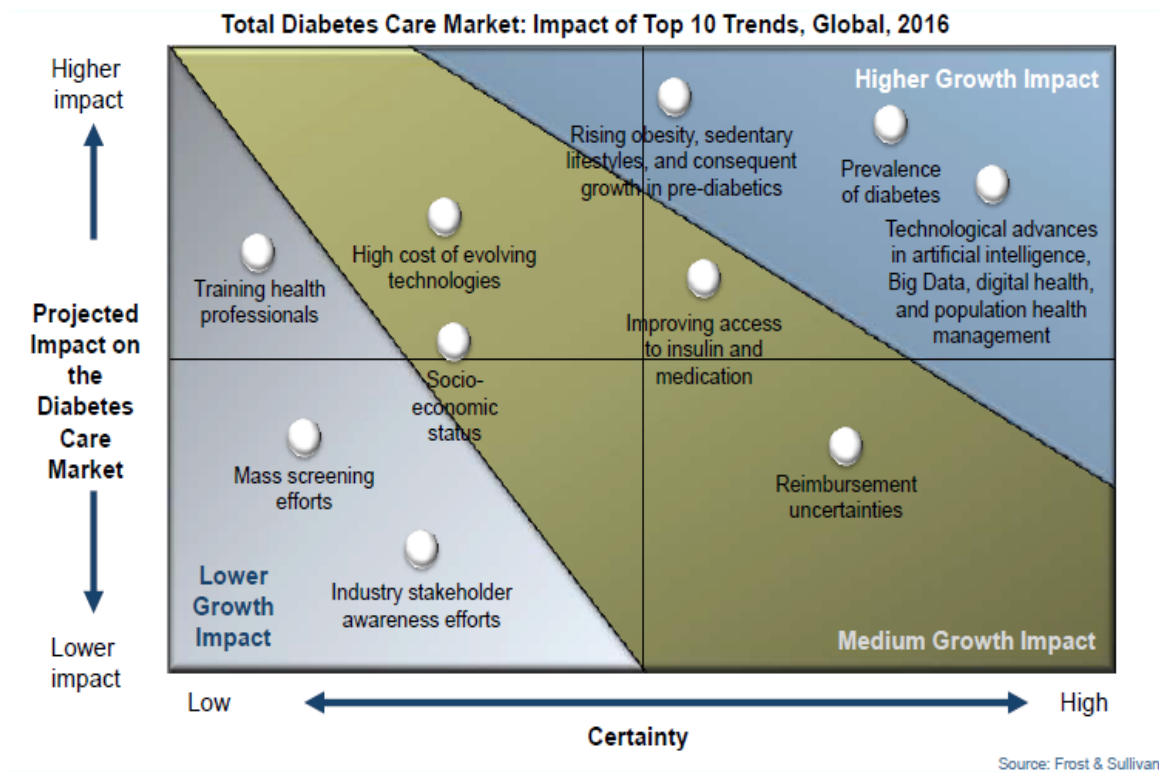 Total Diabetes Care Market: Impact of Top 10 Trends, Global, 2016
Higher
impact
Projected
Impact on
the
Diabetes
Care
Market
Lower
impact
Higher Growth Impact
Rising obesity, sedentary
lifestyles, and consequent
growth in pre-diabetics
Prevalence
of diabetes
Technological advances
in artificial intelligence,
Big Data, digital health,
and population health
management
High cost of evolving
technologies
Training health
professionals
Improving access
to insulin and
medication
Socio-
economic
status
Mass screening
efforts
Reimbursement
uncertainties
Industry stakeholder
awareness efforts
Lower
Growth
Impact
Medium Growth Impact
Low
High
Certainty
Source: Frost & Sullivan